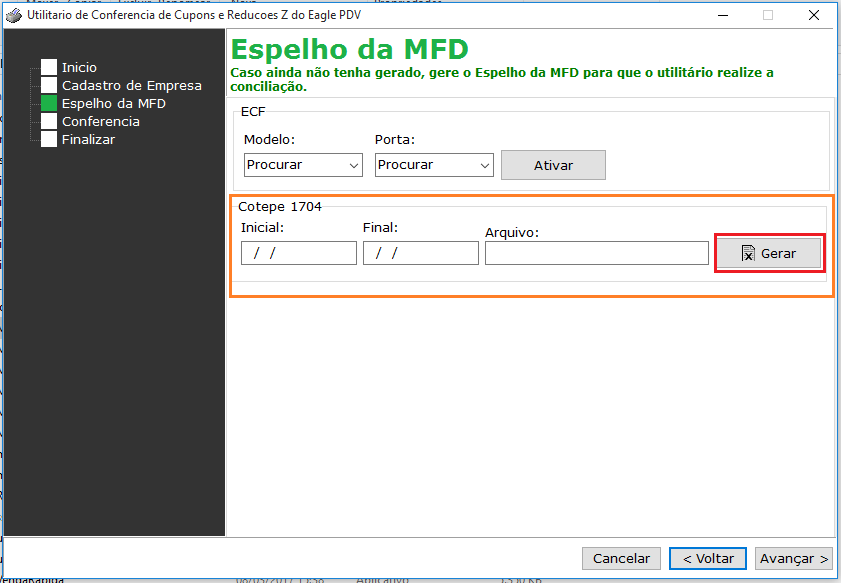 Utilitario de Conferencia de Cupons e Reducoes Z do Eagle PDV
Inicio
Cadastro de Empresa
Espelho da MFD
Conferencia
Finalizar
Espelho da MFD
Caso ainda não tenha gerado, gere o Espelho da MFD para que o utilitário realize a
conciliação.
ECF
Modelo: Porta:
Procurar Procurar Ativar
Cotepe 1704
Inicial: Final: Arquivo:
/ / / / Gerar
Cancelar < Voltar Avançar >